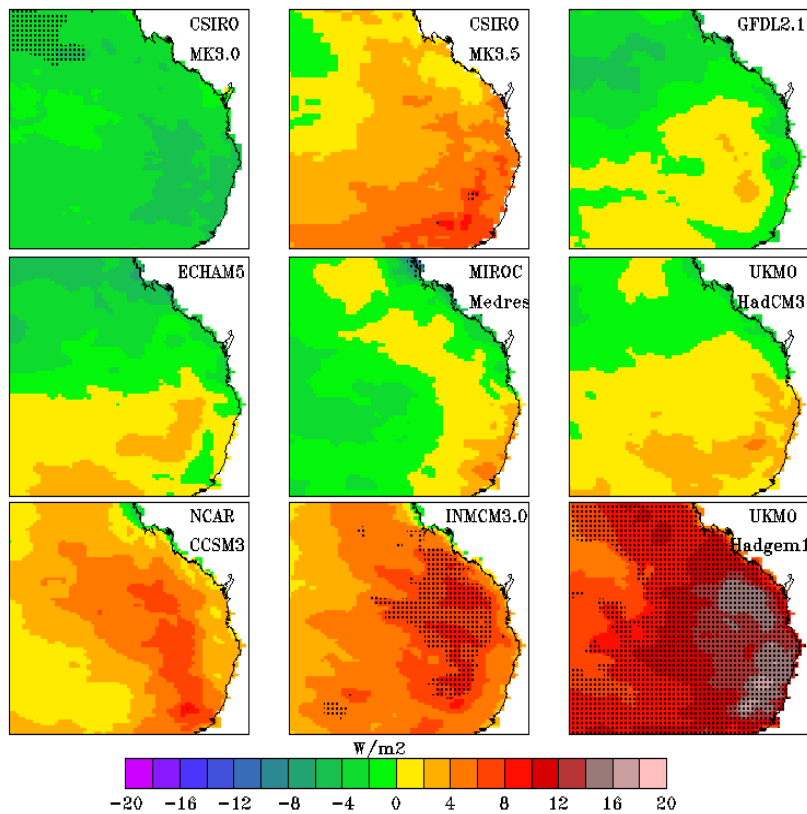 CSIRO
MK3.0
CSIRO
MK3.5
GFDL2.1
ECHAM5
MIROC
Medres
UKMO
HadCM3
NCAR
CCSM3
INMCM3.0
UKMO
Hadgem1
W/m2
-20 -16 -12 -8 -4 0 4 8 12 16 20